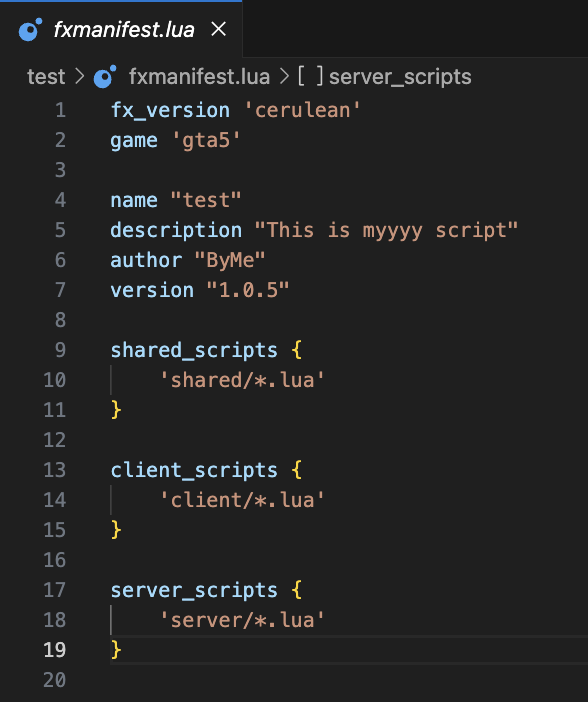 fxmanifest.lua ×
test > fxmanifest.lua > [ ] server_scripts
1 fx_version 'cerulean'
2 game 'gta5'
3
4 name "test"
5 description "This is myyyy script"
6 author "ByMe"
7 version "1.0.5"
8
9 shared_scripts {
10     'shared/*.lua'
11 }
12
13 client_scripts {
14     'client/*.lua'
15 }
16
17 server_scripts {
18     'server/*.lua'
19 }
20